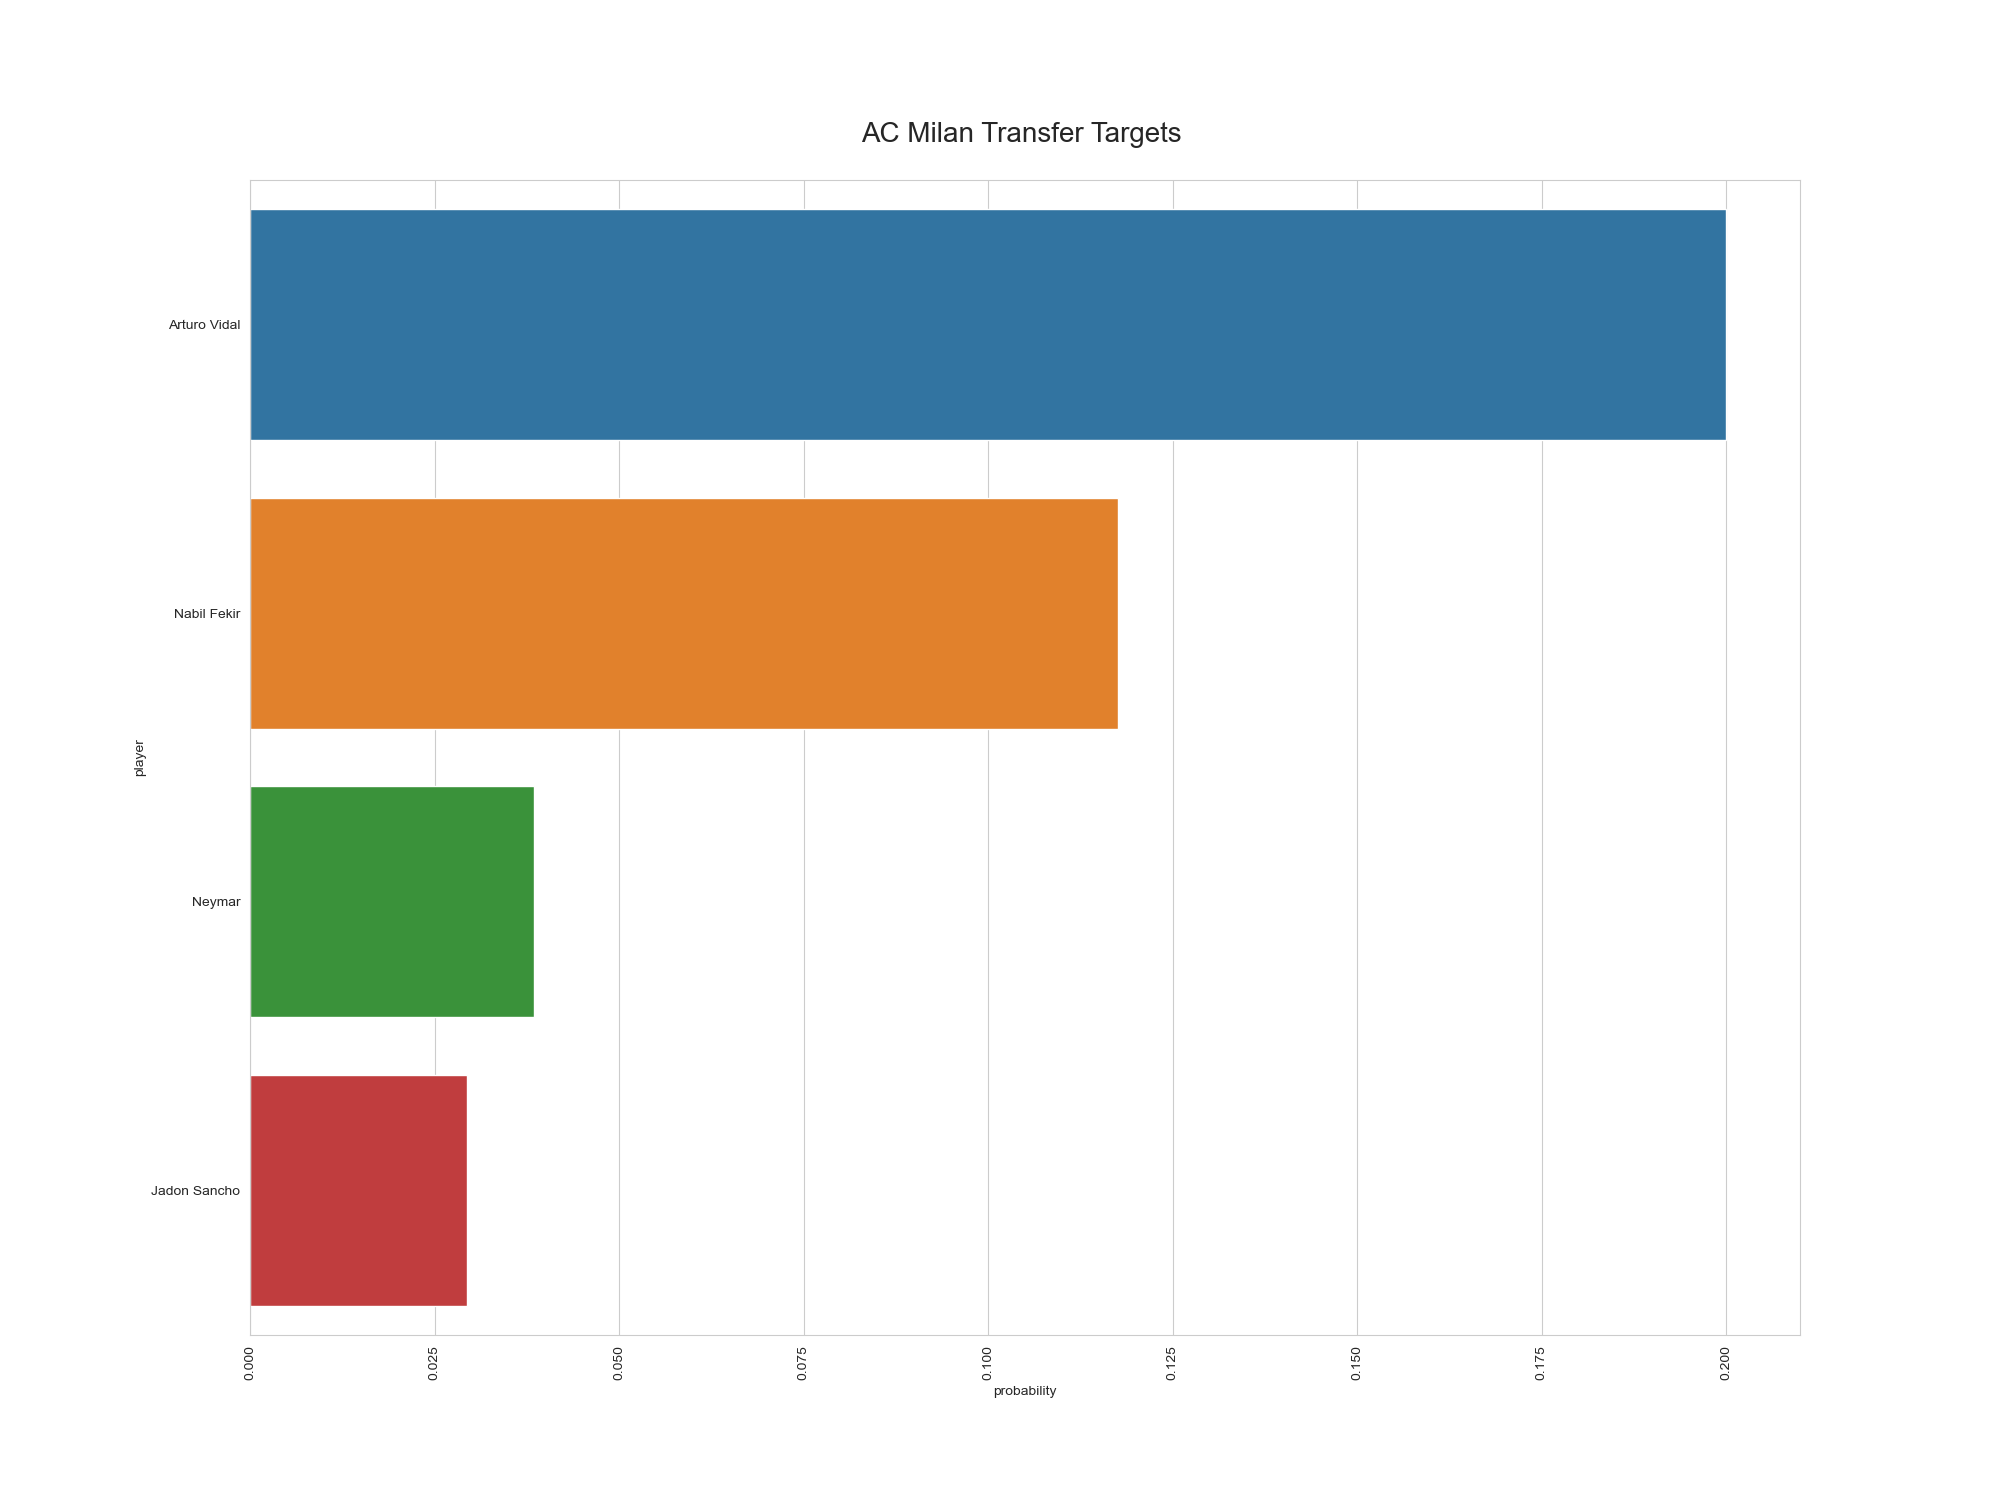 AC Milan Transfer Targets
Arturo Vidal
Nabil Fekir
player
Neymar
Jadon Sancho
0.000 0.025 0.050 0.075 0.100 0.125 0.150 0.175 0.200
probability